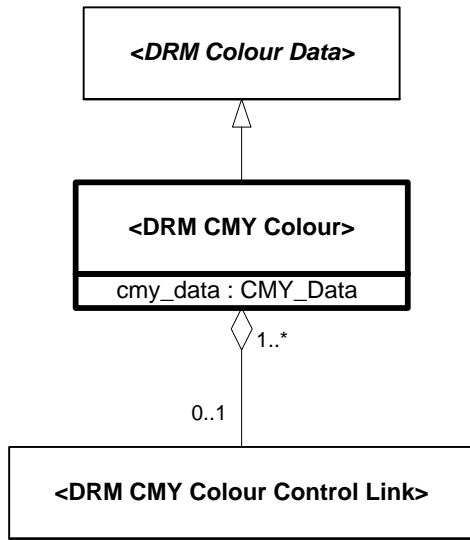 <DRM Colour Data>
<DRM CMY Colour>
cmy_data : CMY_Data
1..*
0..1
<DRM CMY Colour Control Link>